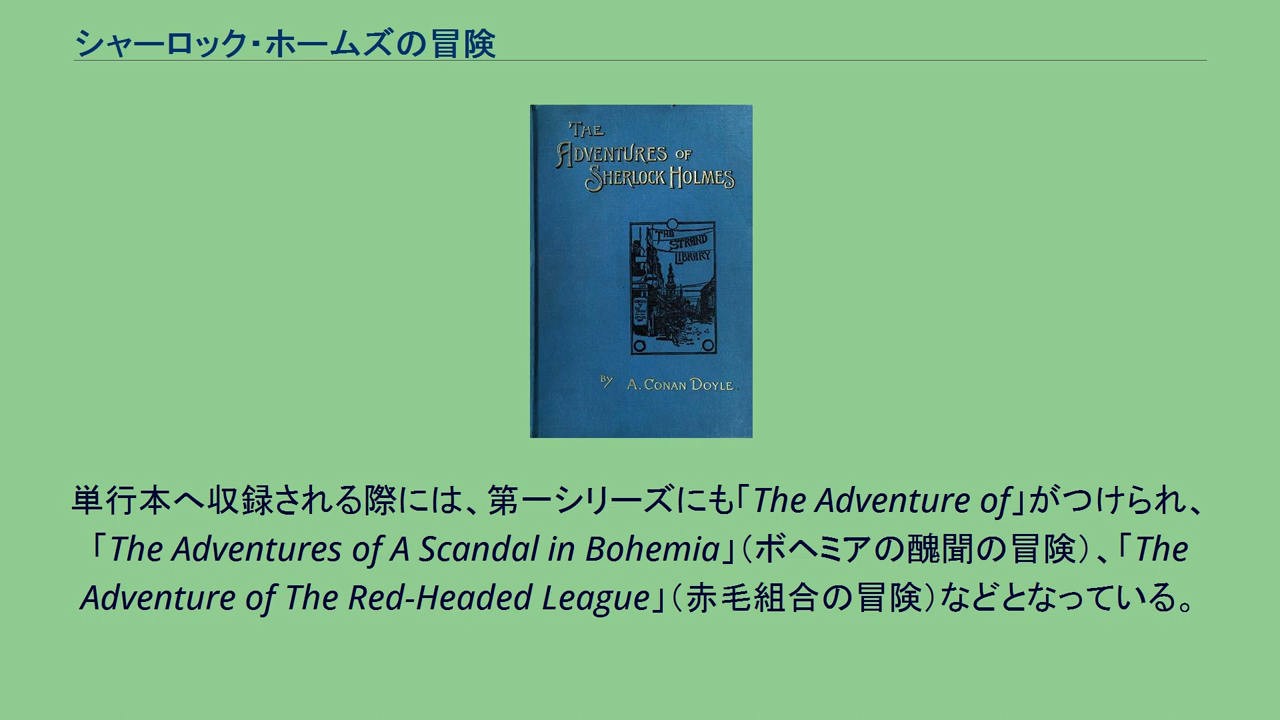 シャーロック・ホームズの冒険
THE
ADVENTURES OF
SHERLOCK HOLMES
THE
STRAND
LIBRARY
BY A. CONAN DOYLE.
単行本へ収録される際には、第一シリーズにも「The Adventure of」がつけられ、
「The Adventures of A Scandal in Bohemia」（ボヘミアの醜聞の冒険）、「The
Adventure of The Red-Headed League」（赤毛組合の冒険）などとなっている。